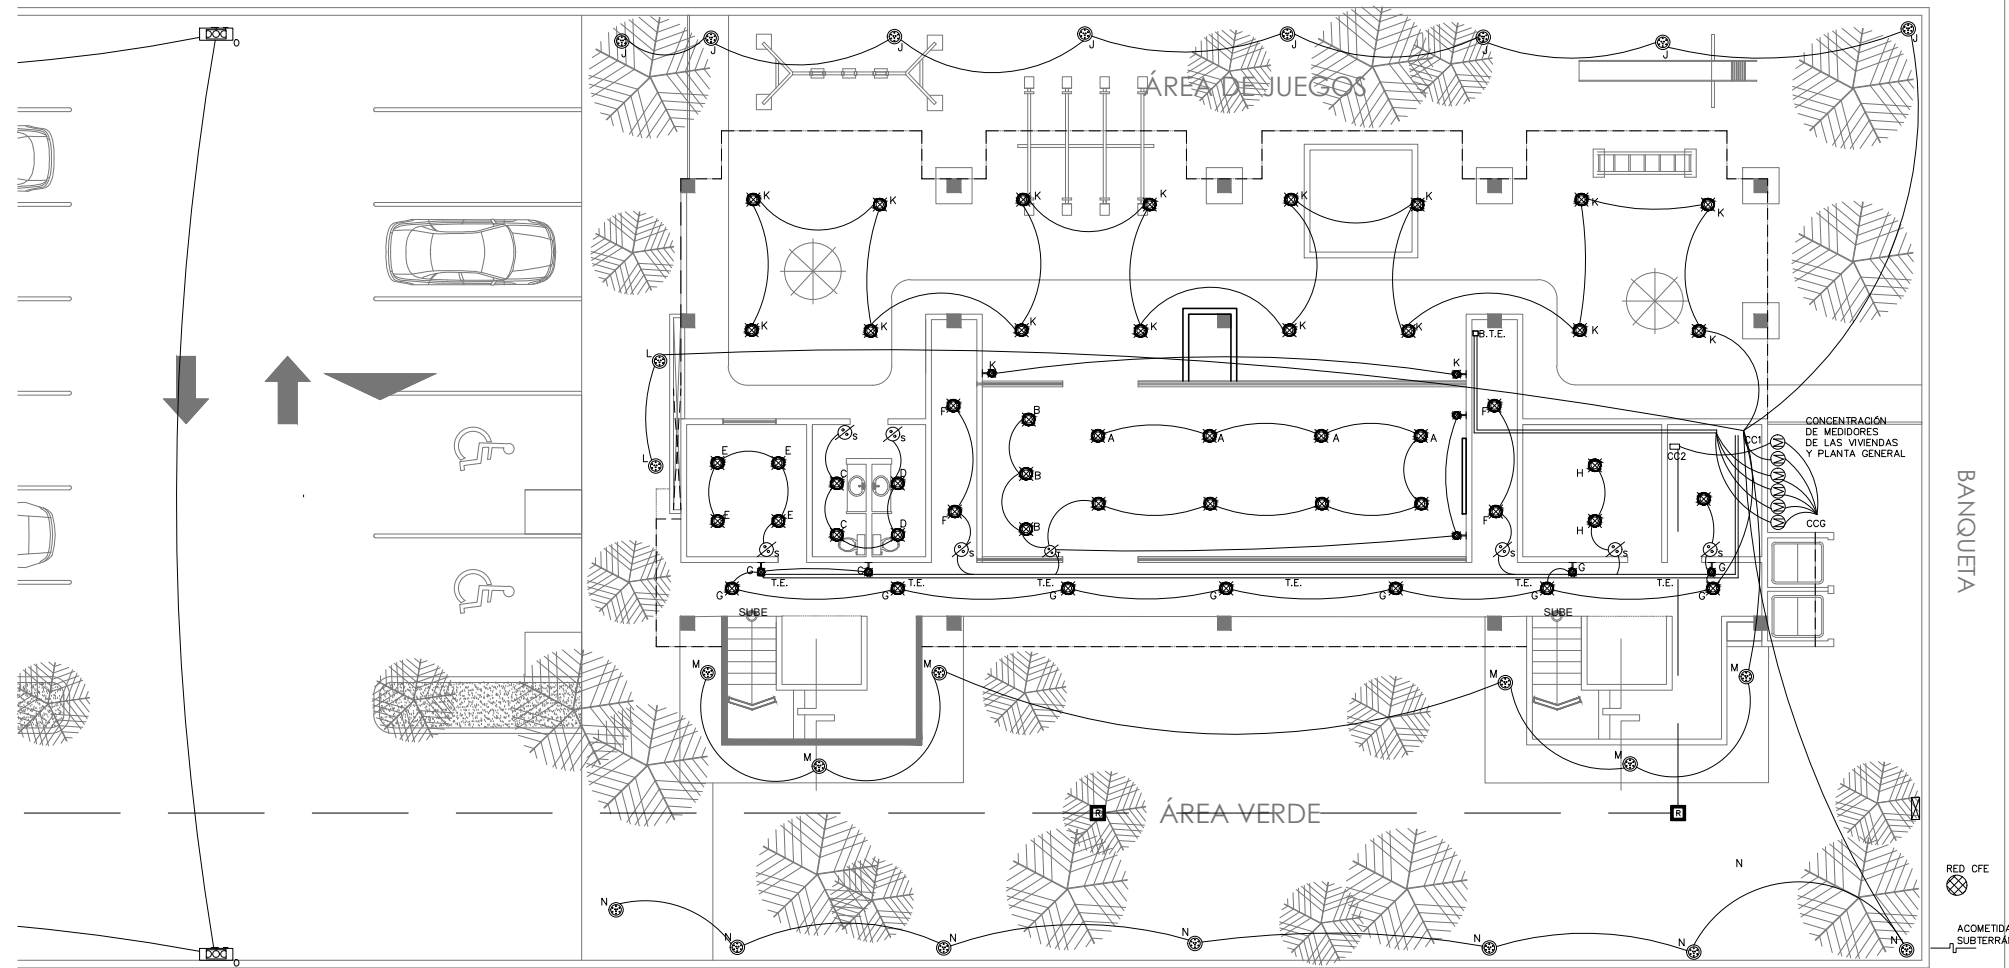 O
J J J J J J J J
ÁREA DE JUEGOS
K K K K K K K K
K K K K K K K K
B.T.E.
L
K K
F B F
A A A A
CONCENTRACIÓN
DE MEDIDORES
DE LAS VIVIENDAS
Y PLANTA GENERAL
S S
CC1
CC2
E E C D B H
L
BANQUETA
E E C D F B F H
CCG
S S S S S
G G G G
T.E. T.E. T.E. T.E. T.E. T.E.
G G G G G G G
SUBE SUBE
M M M M
M M
R R
ÁREA VERDE
N
RED CFE
N N N N N N N
ACOMETIDA
O